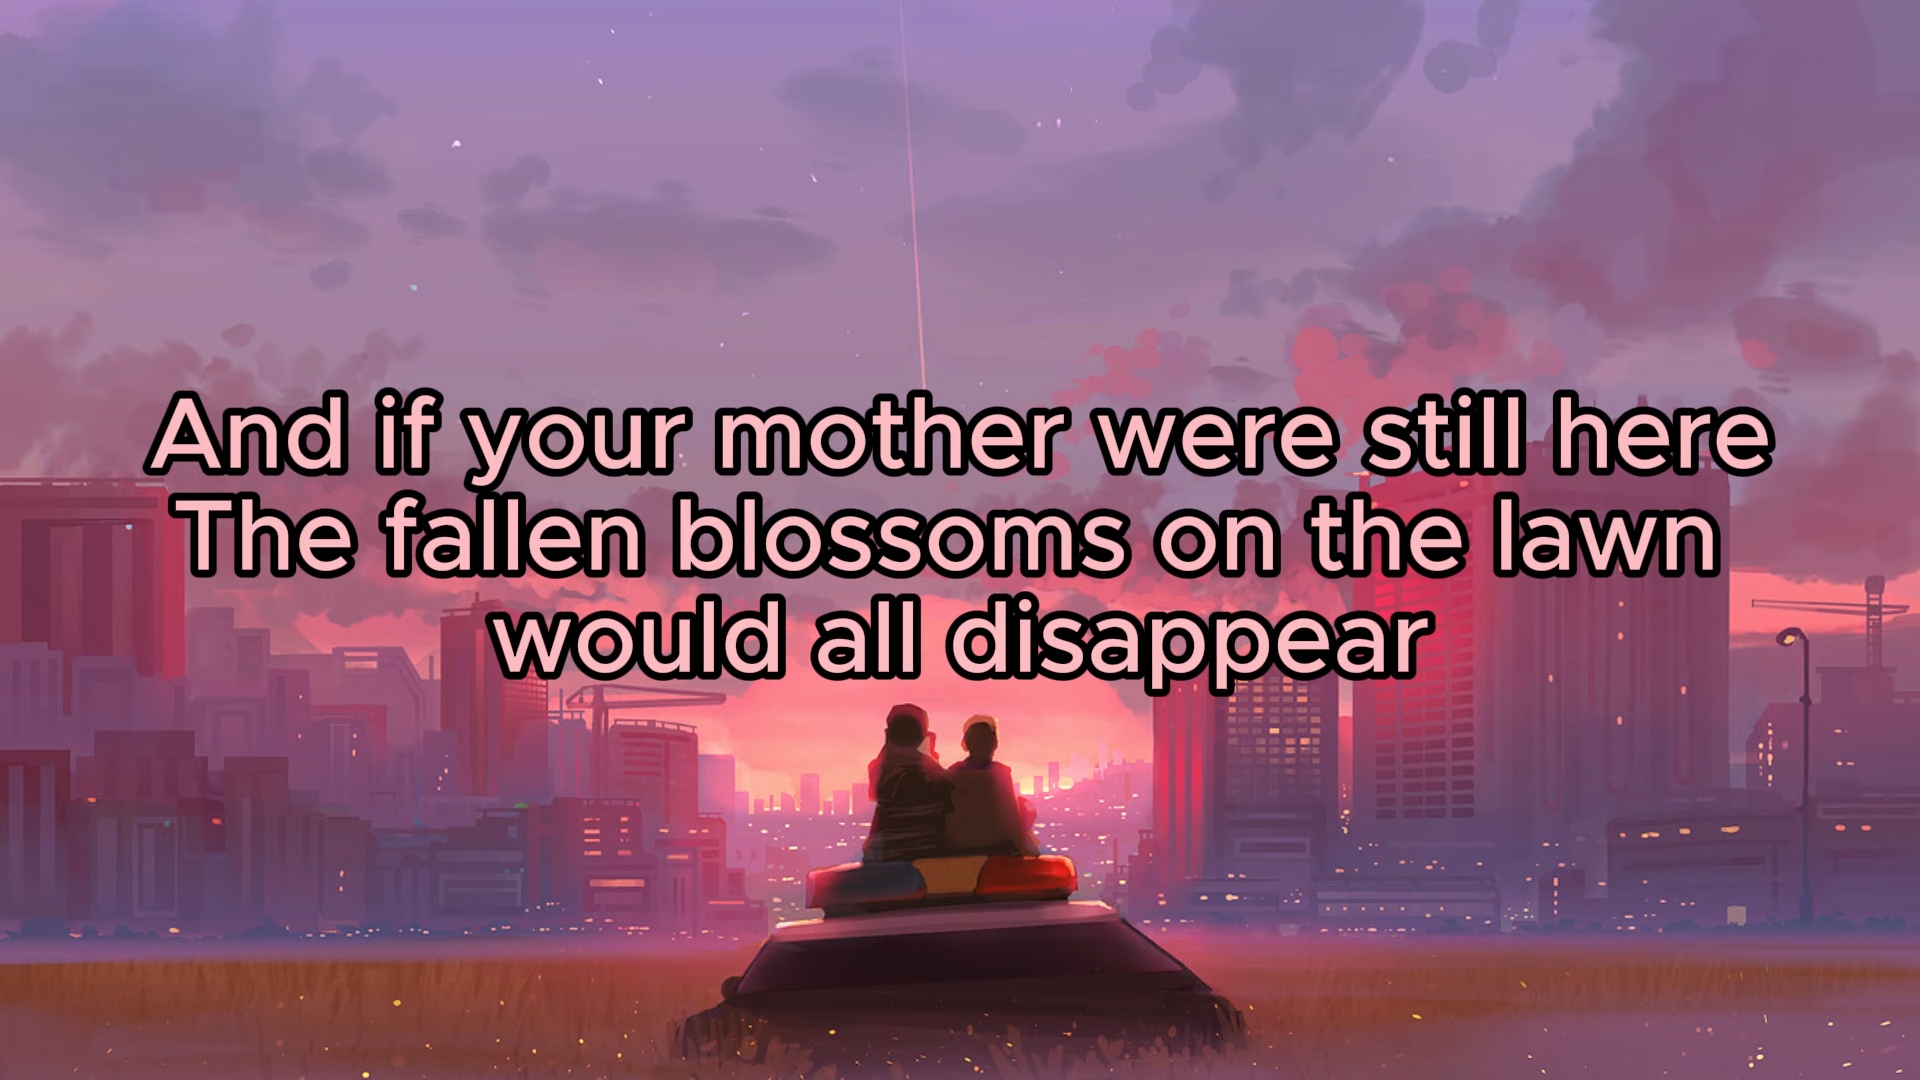 And if your mother were still here
The fallen blossoms on the lawn
would all disappear